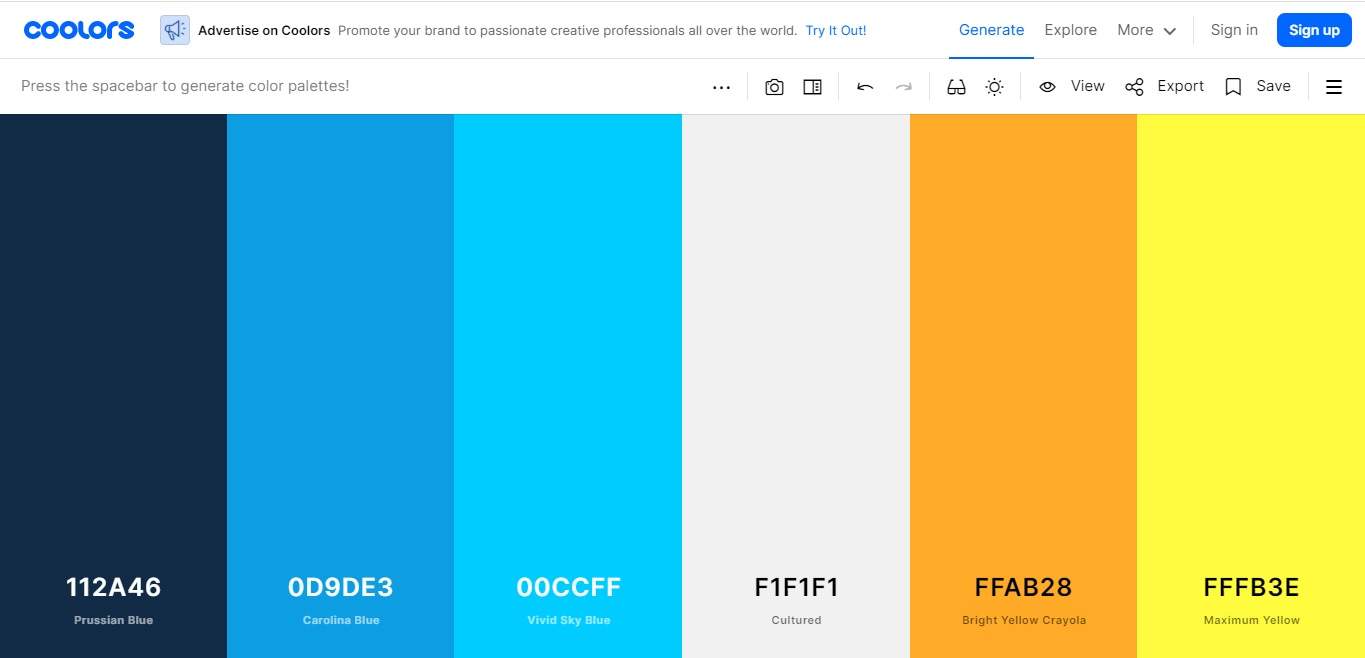 coolors Advertise on Coolors Promote your brand to passionate creative professionals all over the world. Try It Out! Generate Explore More Sign in Sign up
Press the spacebar to generate color palettes! View Export Save
112A46 0D9DE3 00CCFF F1F1F1 FFAB28 FFFB3E
Prussian Blue Carolina Blue Vivid Sky Blue Cultured Bright Yellow Crayola Maximum Yellow